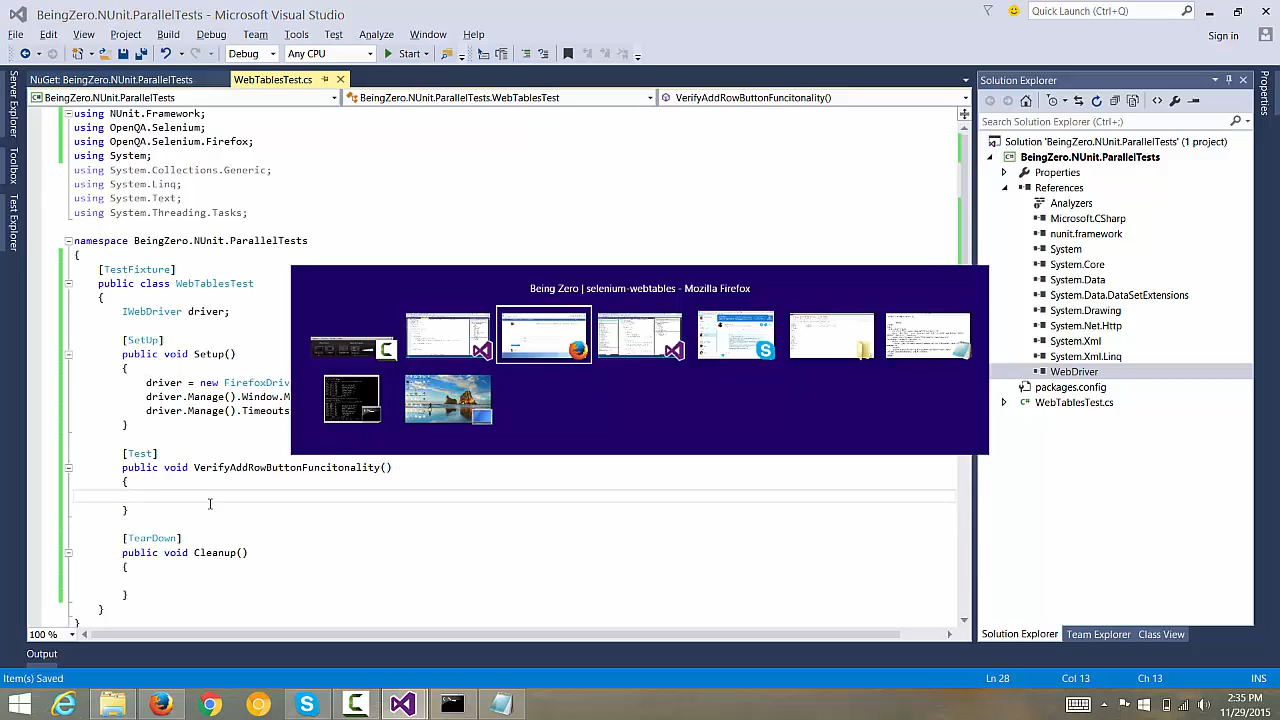 BeingZero.NUnit.ParallelTests - Microsoft Visual Studio
Quick Launch (Ctrl+Q)
File Edit View Project Build Debug Team Tools Test Analyze Window Help
Sign in
Debug Any CPU Start
NuGet: BeingZero.NUnit.ParallelTests WebTablesTest.cs
Solution Explorer
BeingZero.NUnit.ParallelTests BeingZero.NUnit.ParallelTests.WebTablesTest VerifyAddRowButtonFuncitonality()
Server Explorer
Toolbox
Test Explorer
Properties
using NUnit.Framework;
using OpenQA.Selenium;
using OpenQA.Selenium.Firefox;
using System;
using System.Collections.Generic;
using System.Linq;
using System.Text;
using System.Threading.Tasks;
namespace BeingZero.NUnit.ParallelTests
{
[TestFixture]
public class WebTablesTest
{
IWebDriver driver;
[SetUp]
public void Setup()
{
driver = new FirefoxDriv
driver.Manage().Window.M
driver.Manage().Timeouts
}
[Test]
public void VerifyAddRowButtonFuncitonality()
{
}
[TearDown]
public void Cleanup()
{
}
}
}
Being Zero | selenium-webtables - Mozilla Firefox
Search Solution Explorer (Ctrl+;)
Solution 'BeingZero.NUnit.ParallelTests' (1 project)
BeingZero.NUnit.ParallelTests
Properties
References
Analyzers
Microsoft.CSharp
nunit.framework
System
System.Core
System.Data
System.Data.DataSetExtensions
System.Drawing
System.Net.Http
System.Xml
System.Xml.Linq
WebDriver
packages.config
WebTablesTest.cs
100 %
Solution Explorer Team Explorer Class View
Output
Item(s) Saved Ln 28 Col 13 Ch 13 INS
2:35 PM
11/29/2015